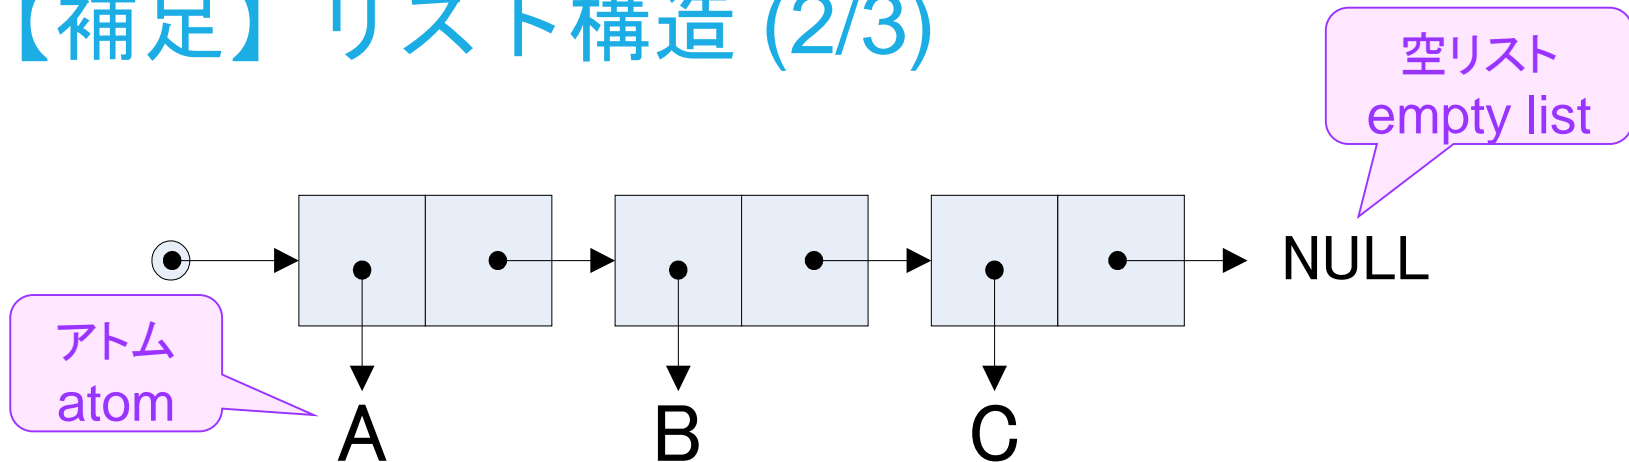 【補足】リスト構造 (2/3)
空リスト
empty list
NULL
アトム
atom
A B C